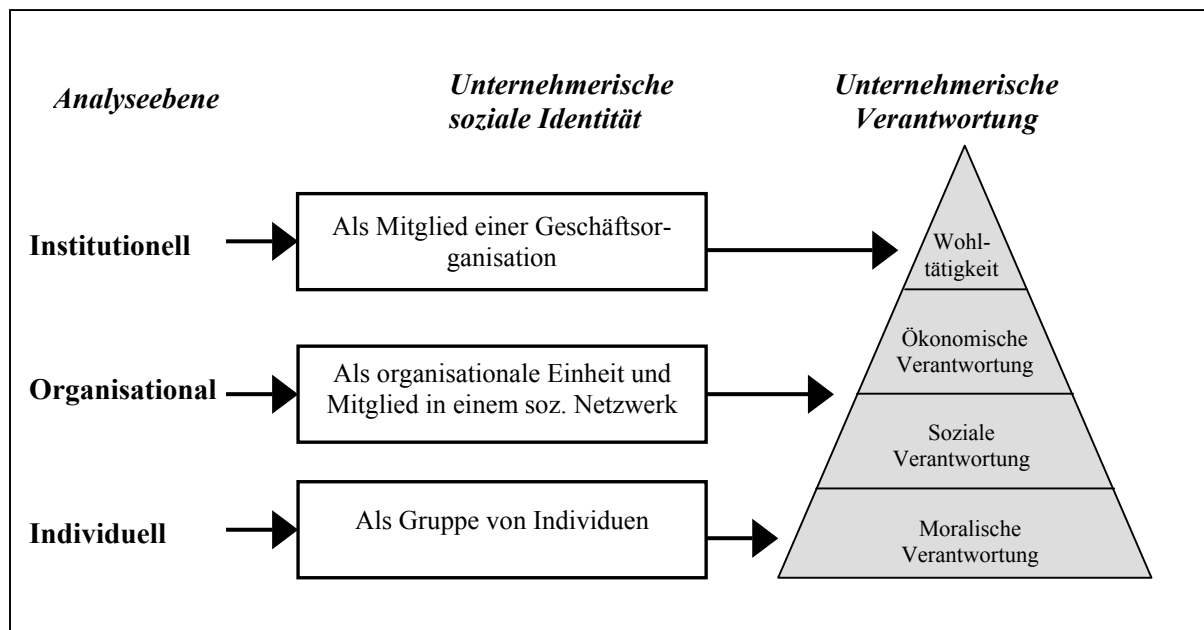 Analyseebene
Unternehmerische
soziale Identität
Unternehmerische
Verantwortung
Institutionell
Als Mitglied einer Geschäftsor-
ganisation
Wohl-
tätigkeit
Ökonomische
Verantwortung
Organisational
Als organisationale Einheit und
Mitglied in einem soz. Netzwerk
Soziale
Verantwortung
Individuell
Als Gruppe von Individuen
Moralische
Verantwortung